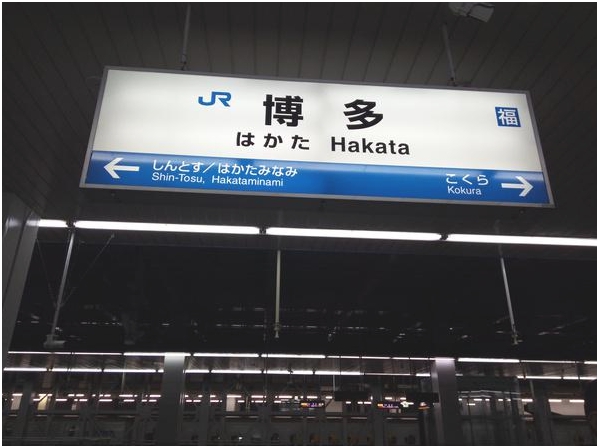 JR 博多 福
はかた Hakata
← しんとす／はかたみなみ
Shin-Tosu, Hakataminami
こくら →
Kokura